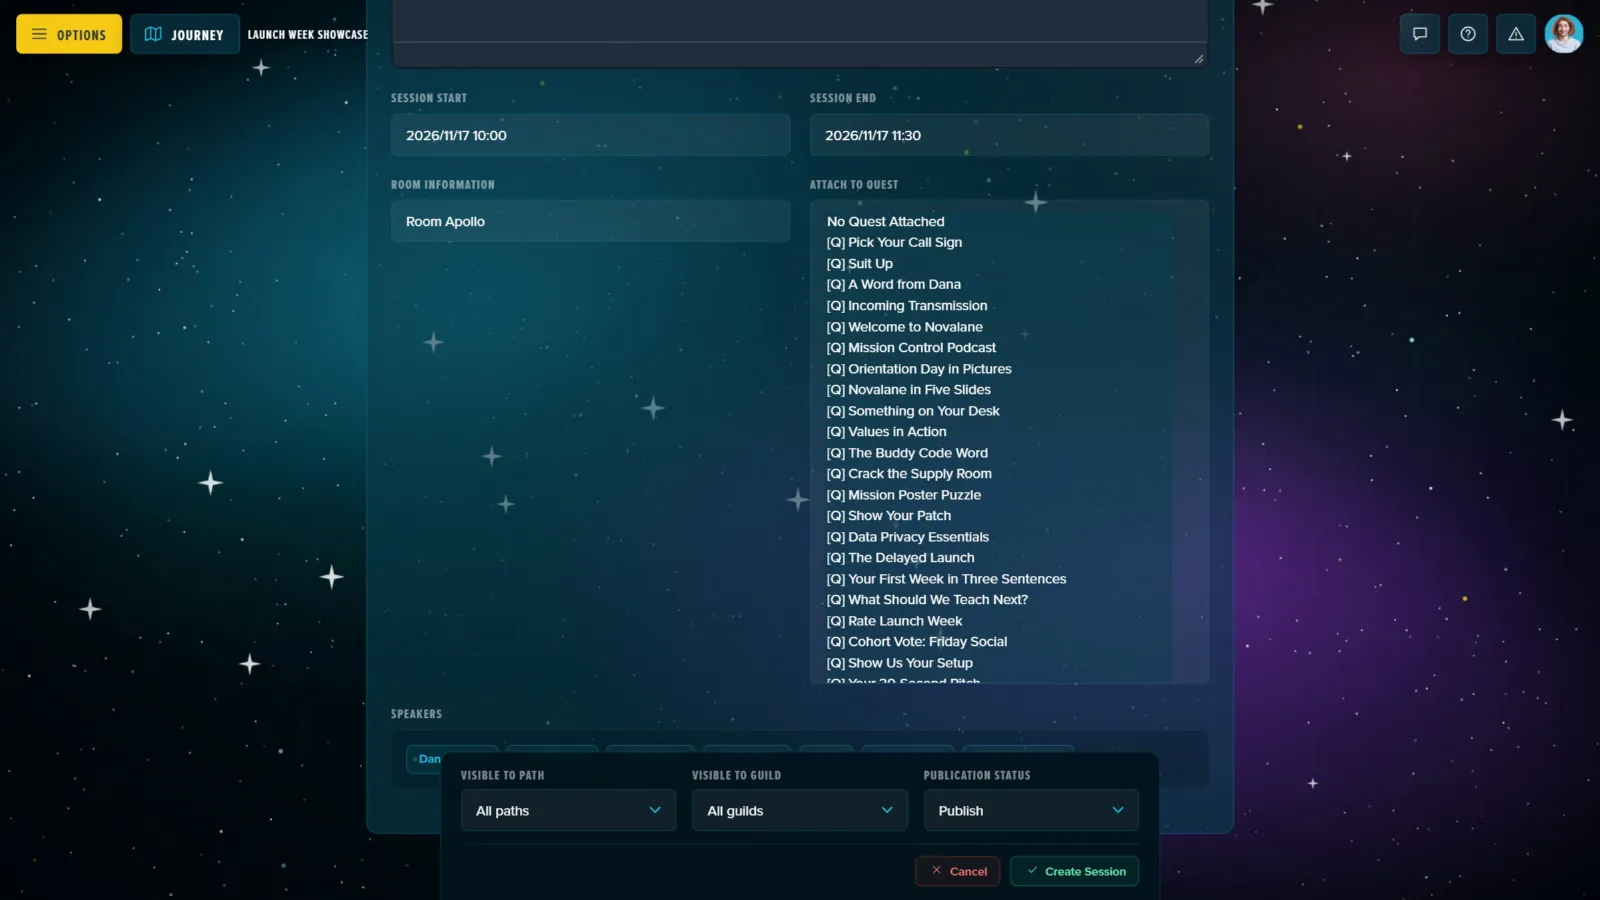 OPTIONS
JOURNEY
LAUNCH WEEK SHOWCASE
SESSION START
SESSION END
2026/11/17 10:00
2026/11/17 11:30
ROOM INFORMATION
ATTACH TO QUEST
Room Apollo
No Quest Attached
[Q] Pick Your Call Sign
[Q] Suit Up
[Q] A Word from Dana
[Q] Incoming Transmission
[Q] Welcome to Novalane
[Q] Mission Control Podcast
[Q] Orientation Day in Pictures
[Q] Novalane in Five Slides
[Q] Something on Your Desk
[Q] Values in Action
[Q] The Buddy Code Word
[Q] Crack the Supply Room
[Q] Mission Poster Puzzle
[Q] Show Your Patch
[Q] Data Privacy Essentials
[Q] The Delayed Launch
[Q] Your First Week in Three Sentences
[Q] What Should We Teach Next?
[Q] Rate Launch Week
[Q] Cohort Vote: Friday Social
[Q] Show Us Your Setup
SPEAKERS
VISIBLE TO PATH
VISIBLE TO GUILD
PUBLICATION STATUS
All paths
All guilds
Publish
Cancel
Create Session